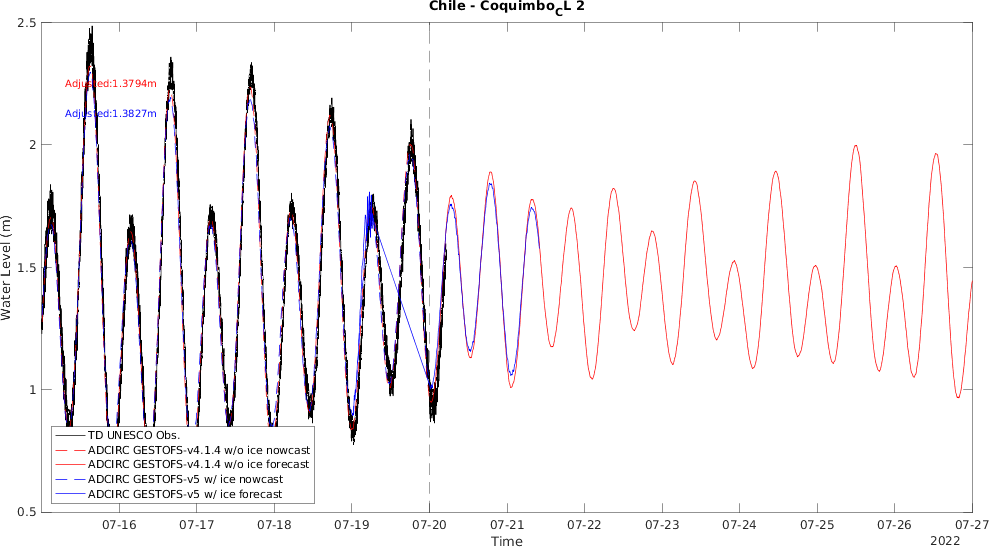 Chile - Coquimbo_CL 2
2.5
2
1.5
1
0.5
Water Level (m)
Adjusted:1.3794m
Adjusted:1.3827m
TD UNESCO Obs.
ADCIRC GESTOFS-v4.1.4 w/o ice nowcast
ADCIRC GESTOFS-v4.1.4 w/o ice forecast
ADCIRC GESTOFS-v5 w/ ice nowcast
ADCIRC GESTOFS-v5 w/ ice forecast
07-16 07-17 07-18 07-19 07-20 07-21 07-22 07-23 07-24 07-25 07-26 07-27
Time
2022